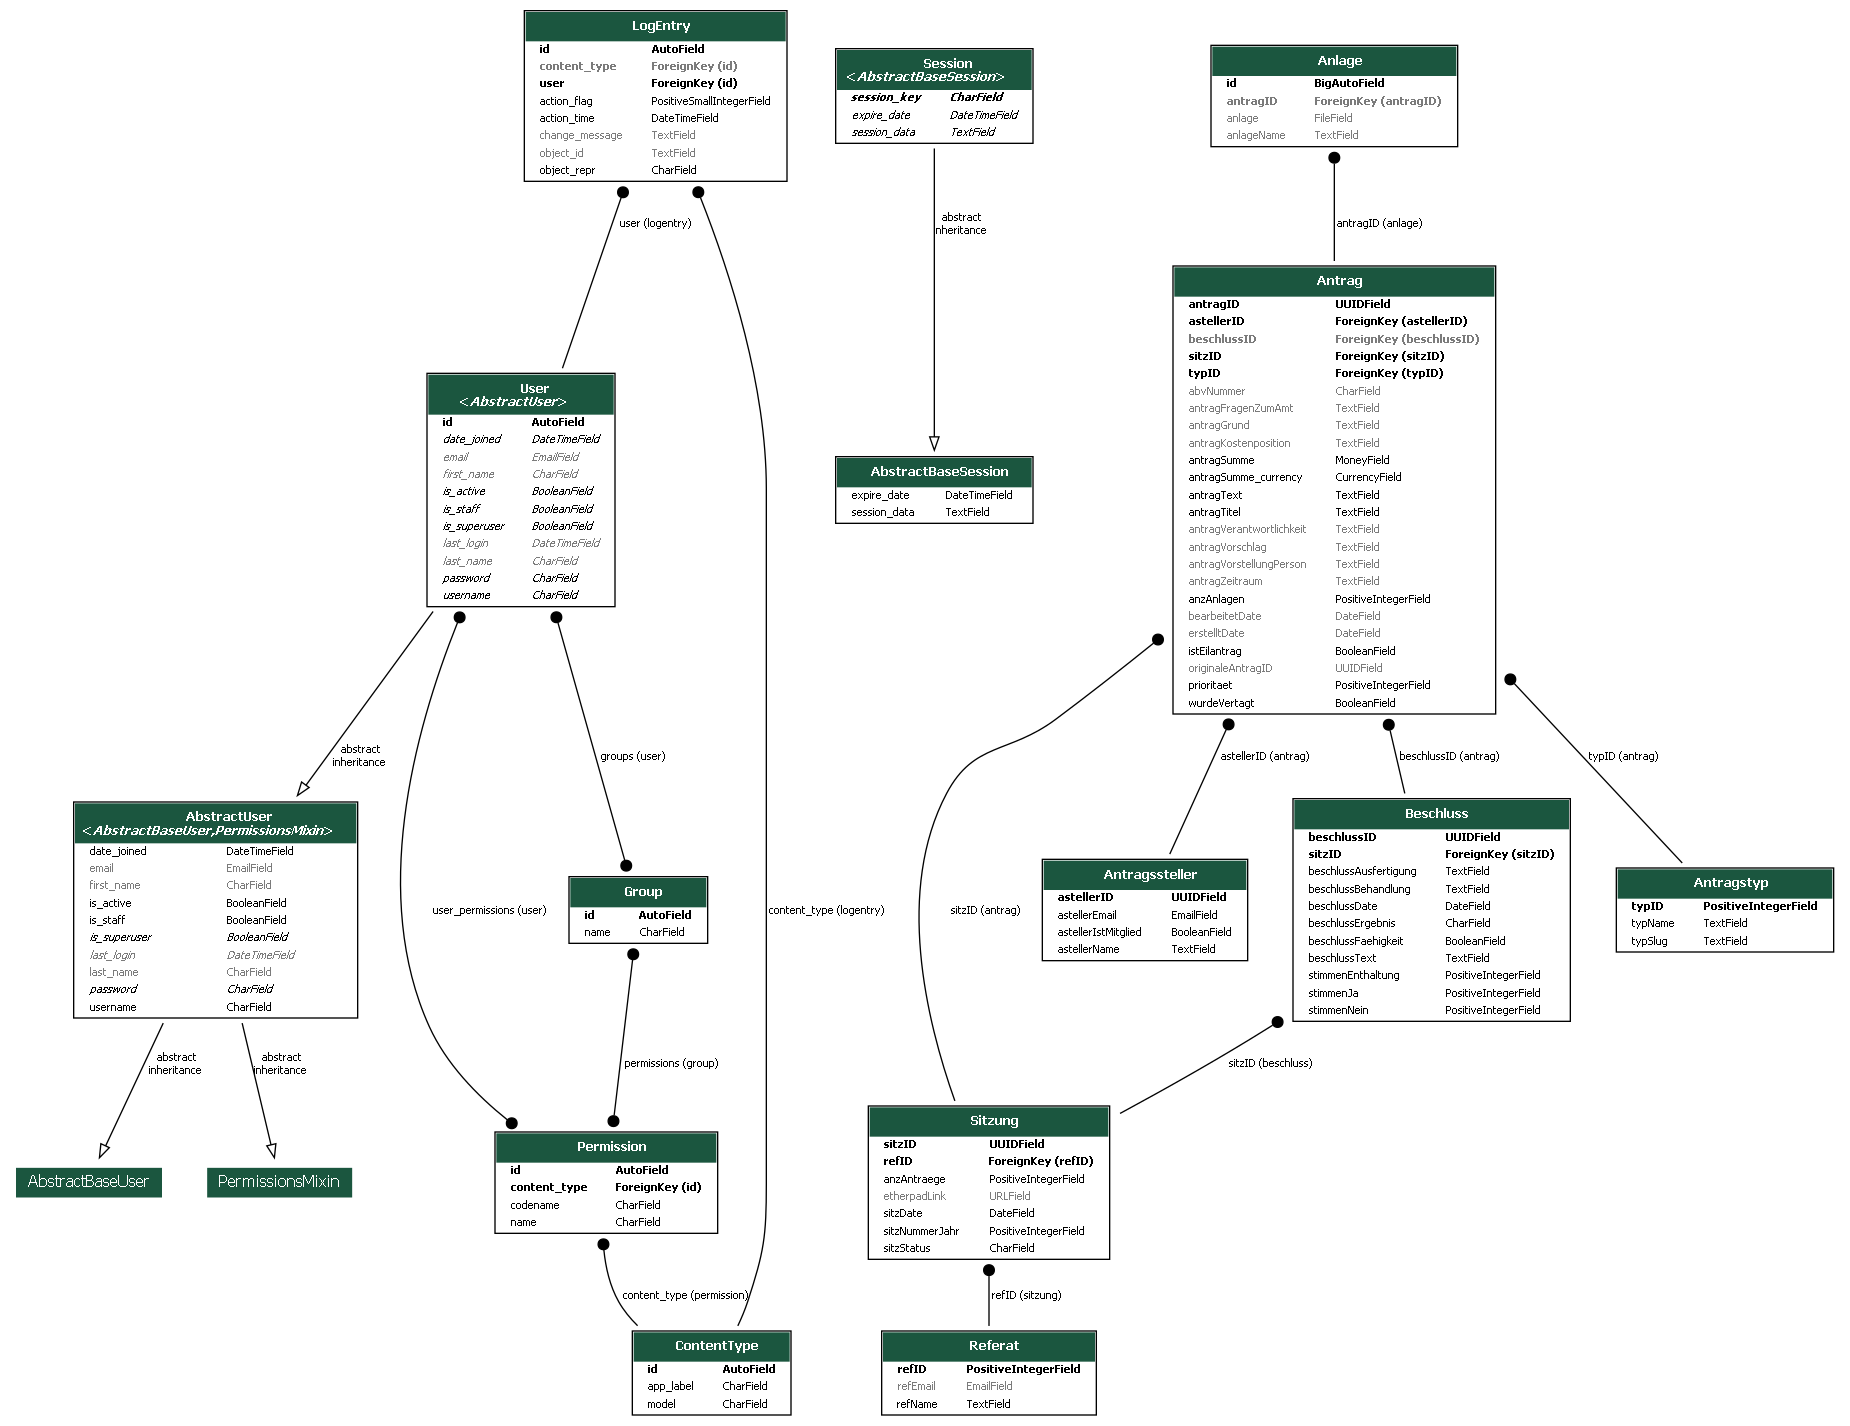 LogEntry
id AutoField
content_type ForeignKey (id)
user ForeignKey (id)
action_flag PositiveSmallIntegerField
action_time DateTimeField
change_message TextField
object_id TextField
object_repr CharField
Session
<AbstractBaseSession>
session_key CharField
expire_date DateTimeField
session_data TextField
Anlage
id BigAutoField
antragID ForeignKey (antragID)
anlage FileField
anlageName TextField
user (logentry)
abstract
inheritance
antragID (anlage)
Antrag
antragID UUIDField
astellerID ForeignKey (astellerID)
beschlussID ForeignKey (beschlussID)
sitzID ForeignKey (sitzID)
typID ForeignKey (typID)
abvNummer CharField
antragFragenZumAmt TextField
antragGrund TextField
antragKostenposition TextField
antragSumme MoneyField
antragSumme_currency CurrencyField
antragText TextField
antragTitel TextField
antragVerantwortlichkeit TextField
antragVorschlag TextField
antragVorstellungPerson TextField
antragZeitraum TextField
anzAnlagen PositiveIntegerField
bearbeitetDate DateField
erstelltDate DateField
istEilantrag BooleanField
originaleAntragID UUIDField
prioritaet PositiveIntegerField
wurdeVertagt BooleanField
User
<AbstractUser>
id AutoField
date_joined DateTimeField
email EmailField
first_name CharField
is_active BooleanField
is_staff BooleanField
is_superuser BooleanField
last_login DateTimeField
last_name CharField
password CharField
username CharField
AbstractBaseSession
expire_date DateTimeField
session_data TextField
abstract
inheritance
groups (user)
astellerID (antrag)
beschlussID (antrag)
typID (antrag)
AbstractUser
<AbstractBaseUser,PermissionsMixin>
date_joined DateTimeField
email EmailField
first_name CharField
is_active BooleanField
is_staff BooleanField
is_superuser BooleanField
last_login DateTimeField
last_name CharField
password CharField
username CharField
user_permissions (user)
Group
id AutoField
name CharField
content_type (logentry)
sitzID (antrag)
Antragssteller
astellerID UUIDField
astellerEmail EmailField
astellerIstMitglied BooleanField
astellerName TextField
Beschluss
beschlussID UUIDField
sitzID ForeignKey (sitzID)
beschlussAusfertigung TextField
beschlussBehandlung TextField
beschlussDate DateField
beschlussErgebnis CharField
beschlussFaehigkeit BooleanField
beschlussText TextField
stimmenEnthaltung PositiveIntegerField
stimmenJa PositiveIntegerField
stimmenNein PositiveIntegerField
Antragstyp
typID PositiveIntegerField
typName TextField
typSlug TextField
abstract
inheritance
abstract
inheritance
permissions (group)
sitzID (beschluss)
AbstractBaseUser
PermissionsMixin
Permission
id AutoField
content_type ForeignKey (id)
codename CharField
name CharField
Sitzung
sitzID UUIDField
refID ForeignKey (refID)
anzAntraege PositiveIntegerField
etherpadLink URLField
sitzDate DateField
sitzNummerJahr PositiveIntegerField
sitzStatus CharField
content_type (permission)
refID (sitzung)
ContentType
id AutoField
app_label CharField
model CharField
Referat
refID PositiveIntegerField
refEmail EmailField
refName TextField